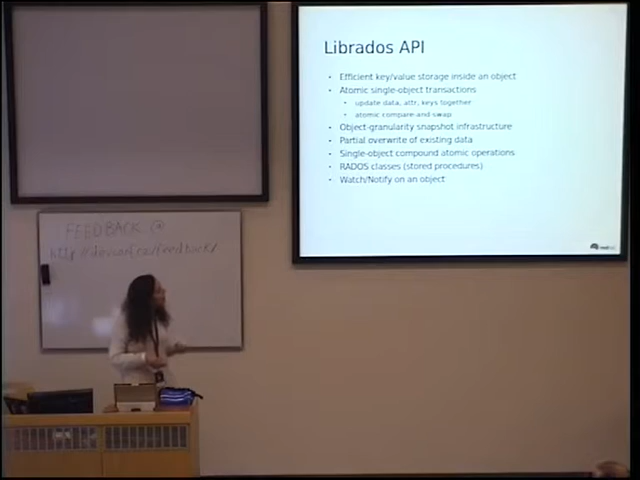 Librados API
Efficient key/value storage inside an object
Atomic single-object transactions
update data, attr, keys together
atomic compare-and-swap
Object-granularity snapshot infrastructure
Partial overwrite of existing data
Single-object compound atomic operations
RADOS classes (stored procedures)
Watch/Notify on an object
FEEDBACK @